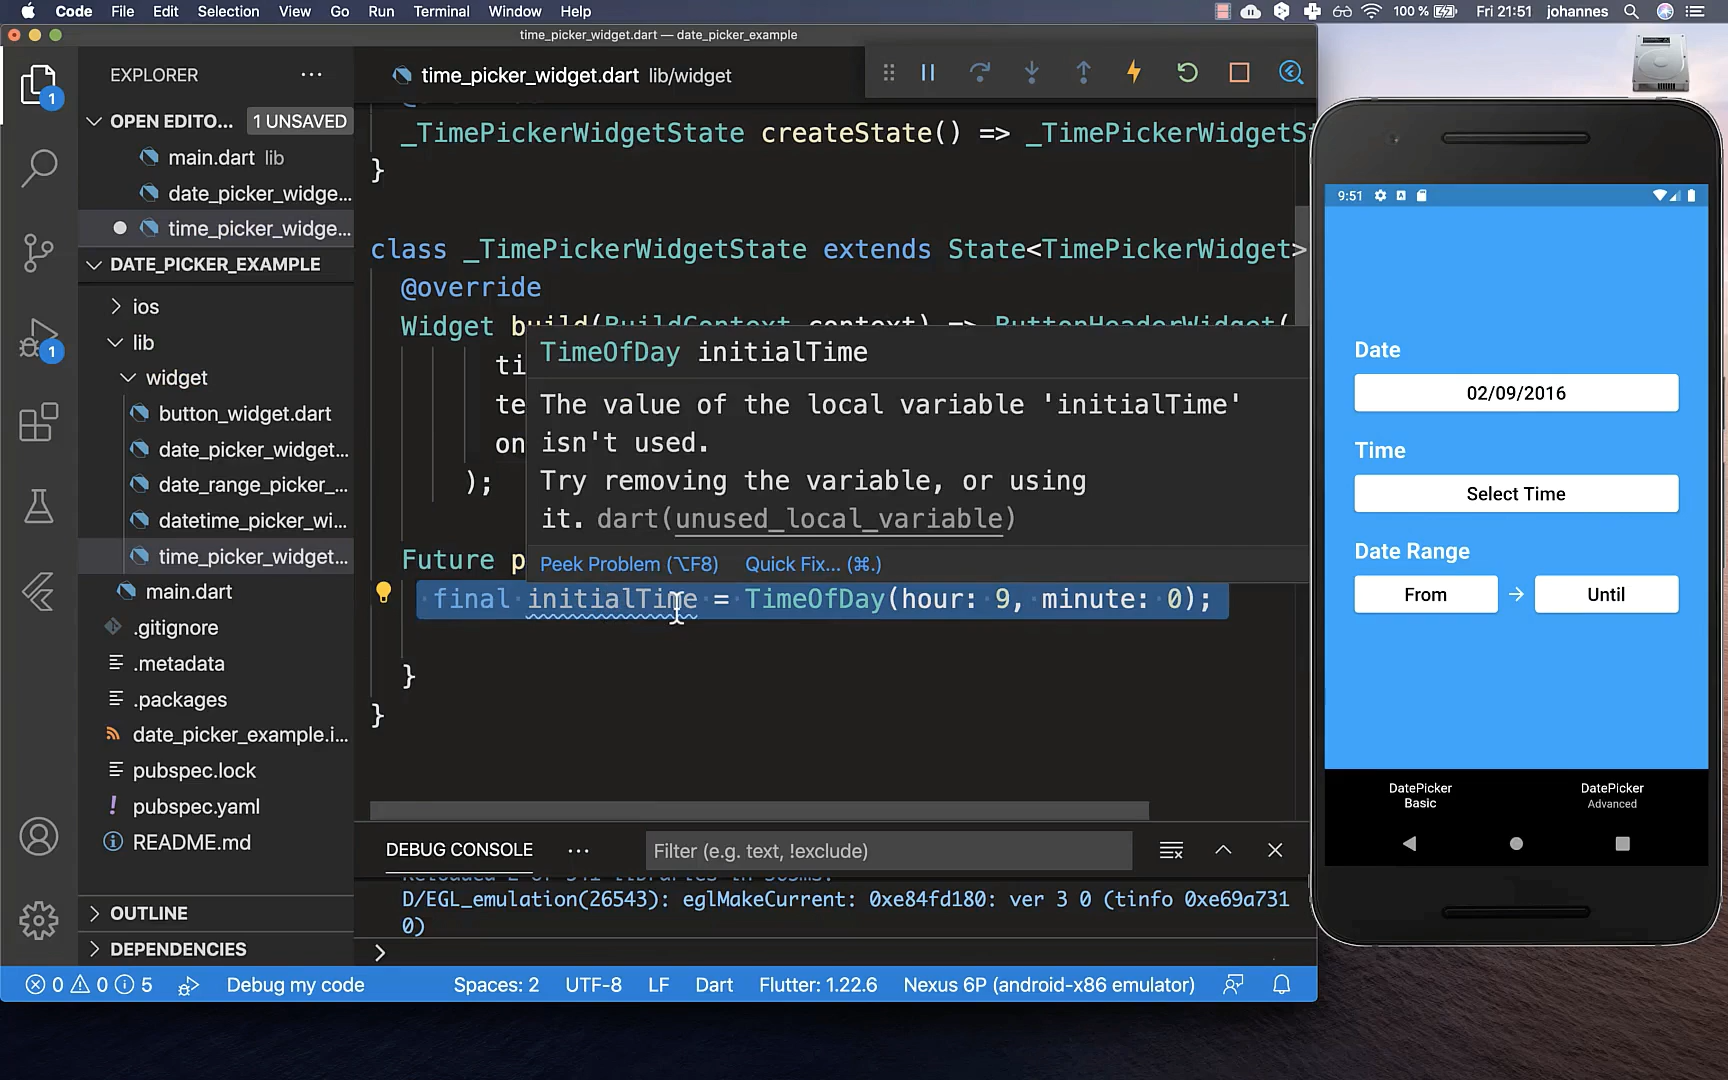 Code File Edit Selection View Go Run Terminal Window Help 100 % Fri 21:51 johannes
time_picker_widget.dart — date_picker_example
EXPLORER
time_picker_widget.dart lib/widget
OPEN EDITO... 1 UNSAVED
main.dart lib
date_picker_widge...
time_picker_widge...
DATE_PICKER_EXAMPLE
ios
lib
widget
button_widget.dart
date_picker_widget...
date_range_picker_...
datetime_picker_wi...
time_picker_widget...
main.dart
.gitignore
.metadata
.packages
date_picker_example.i...
pubspec.lock
pubspec.yaml
README.md
OUTLINE
DEPENDENCIES
1
1
_TimePickerWidgetState createState() => _TimePickerWidgetSt
}
class _TimePickerWidgetState extends State<TimePickerWidget>
@override
Widget build(BuildContext context) => ButtonHeaderWidget(
ti
te
on
);
TimeOfDay initialTime
The value of the local variable 'initialTime'
isn't used.
Try removing the variable, or using
it. dart(unused_local_variable)
Peek Problem (⌥F8) Quick Fix... (⌘.)
Future p
final initialTime = TimeOfDay(hour: 9, minute: 0);
}
}
DEBUG CONSOLE
Filter (e.g. text, !exclude)
D/EGL_emulation(26543): eglMakeCurrent: 0xe84fd180: ver 3 0 (tinfo 0xe69a731
0)
0 0 5 Debug my code Spaces: 2 UTF-8 LF Dart Flutter: 1.22.6 Nexus 6P (android-x86 emulator)
9:51
Date
02/09/2016
Time
Select Time
Date Range
From → Until
DatePicker
Basic
DatePicker
Advanced